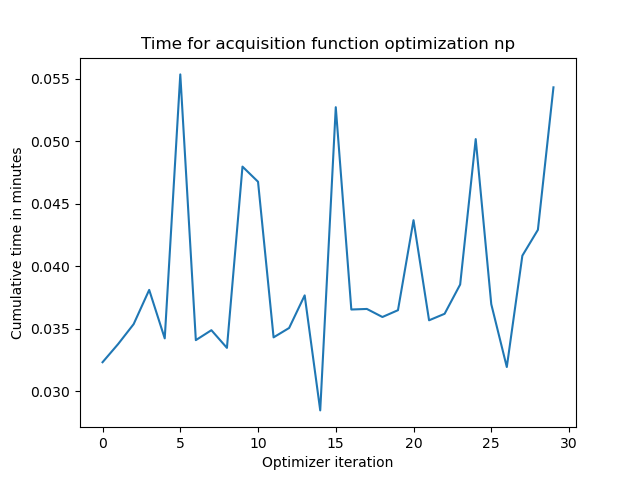 Time for acquisition function optimization np
Cumulative time in minutes
0.055
0.050
0.045
0.040
0.035
0.030
0 5 10 15 20 25 30
Optimizer iteration